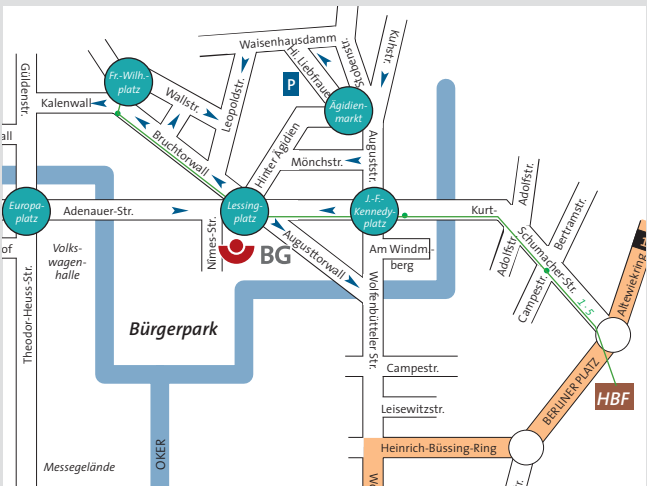 Waisenhausdamm
Stobenstr.
Kuhstr.
Hi. Liebfrauen
Güldenstr.
Fr.-Wilh.-
platz
Kalenwall
Wallstr.
Leopoldstr.
P
Ägidien-
markt
all
Bruchtorwall
Hinter Ägidien
Mönchstr.
Auguststr.
Europa-
platz
Adenauer-Str.
Lessing-
platz
J.-F.-
Kennedy-
platz
Kurt-
Schumacher-Str.
Adolfstr.
Adolfstr.
Bertramstr.
Campestr.
1-5
Altewiekring
of
Volks-
wagen-
halle
Nîmes-Str.
BG
Augusttorwall
Am Windm-
berg
Theodor-Heuss-Str.
Bürgerpark
Wolfenbütteler Str.
Campestr.
Leisewitzstr.
BERLINER PLATZ
HBF
Heinrich-Büssing-Ring
OKER
Messegelände